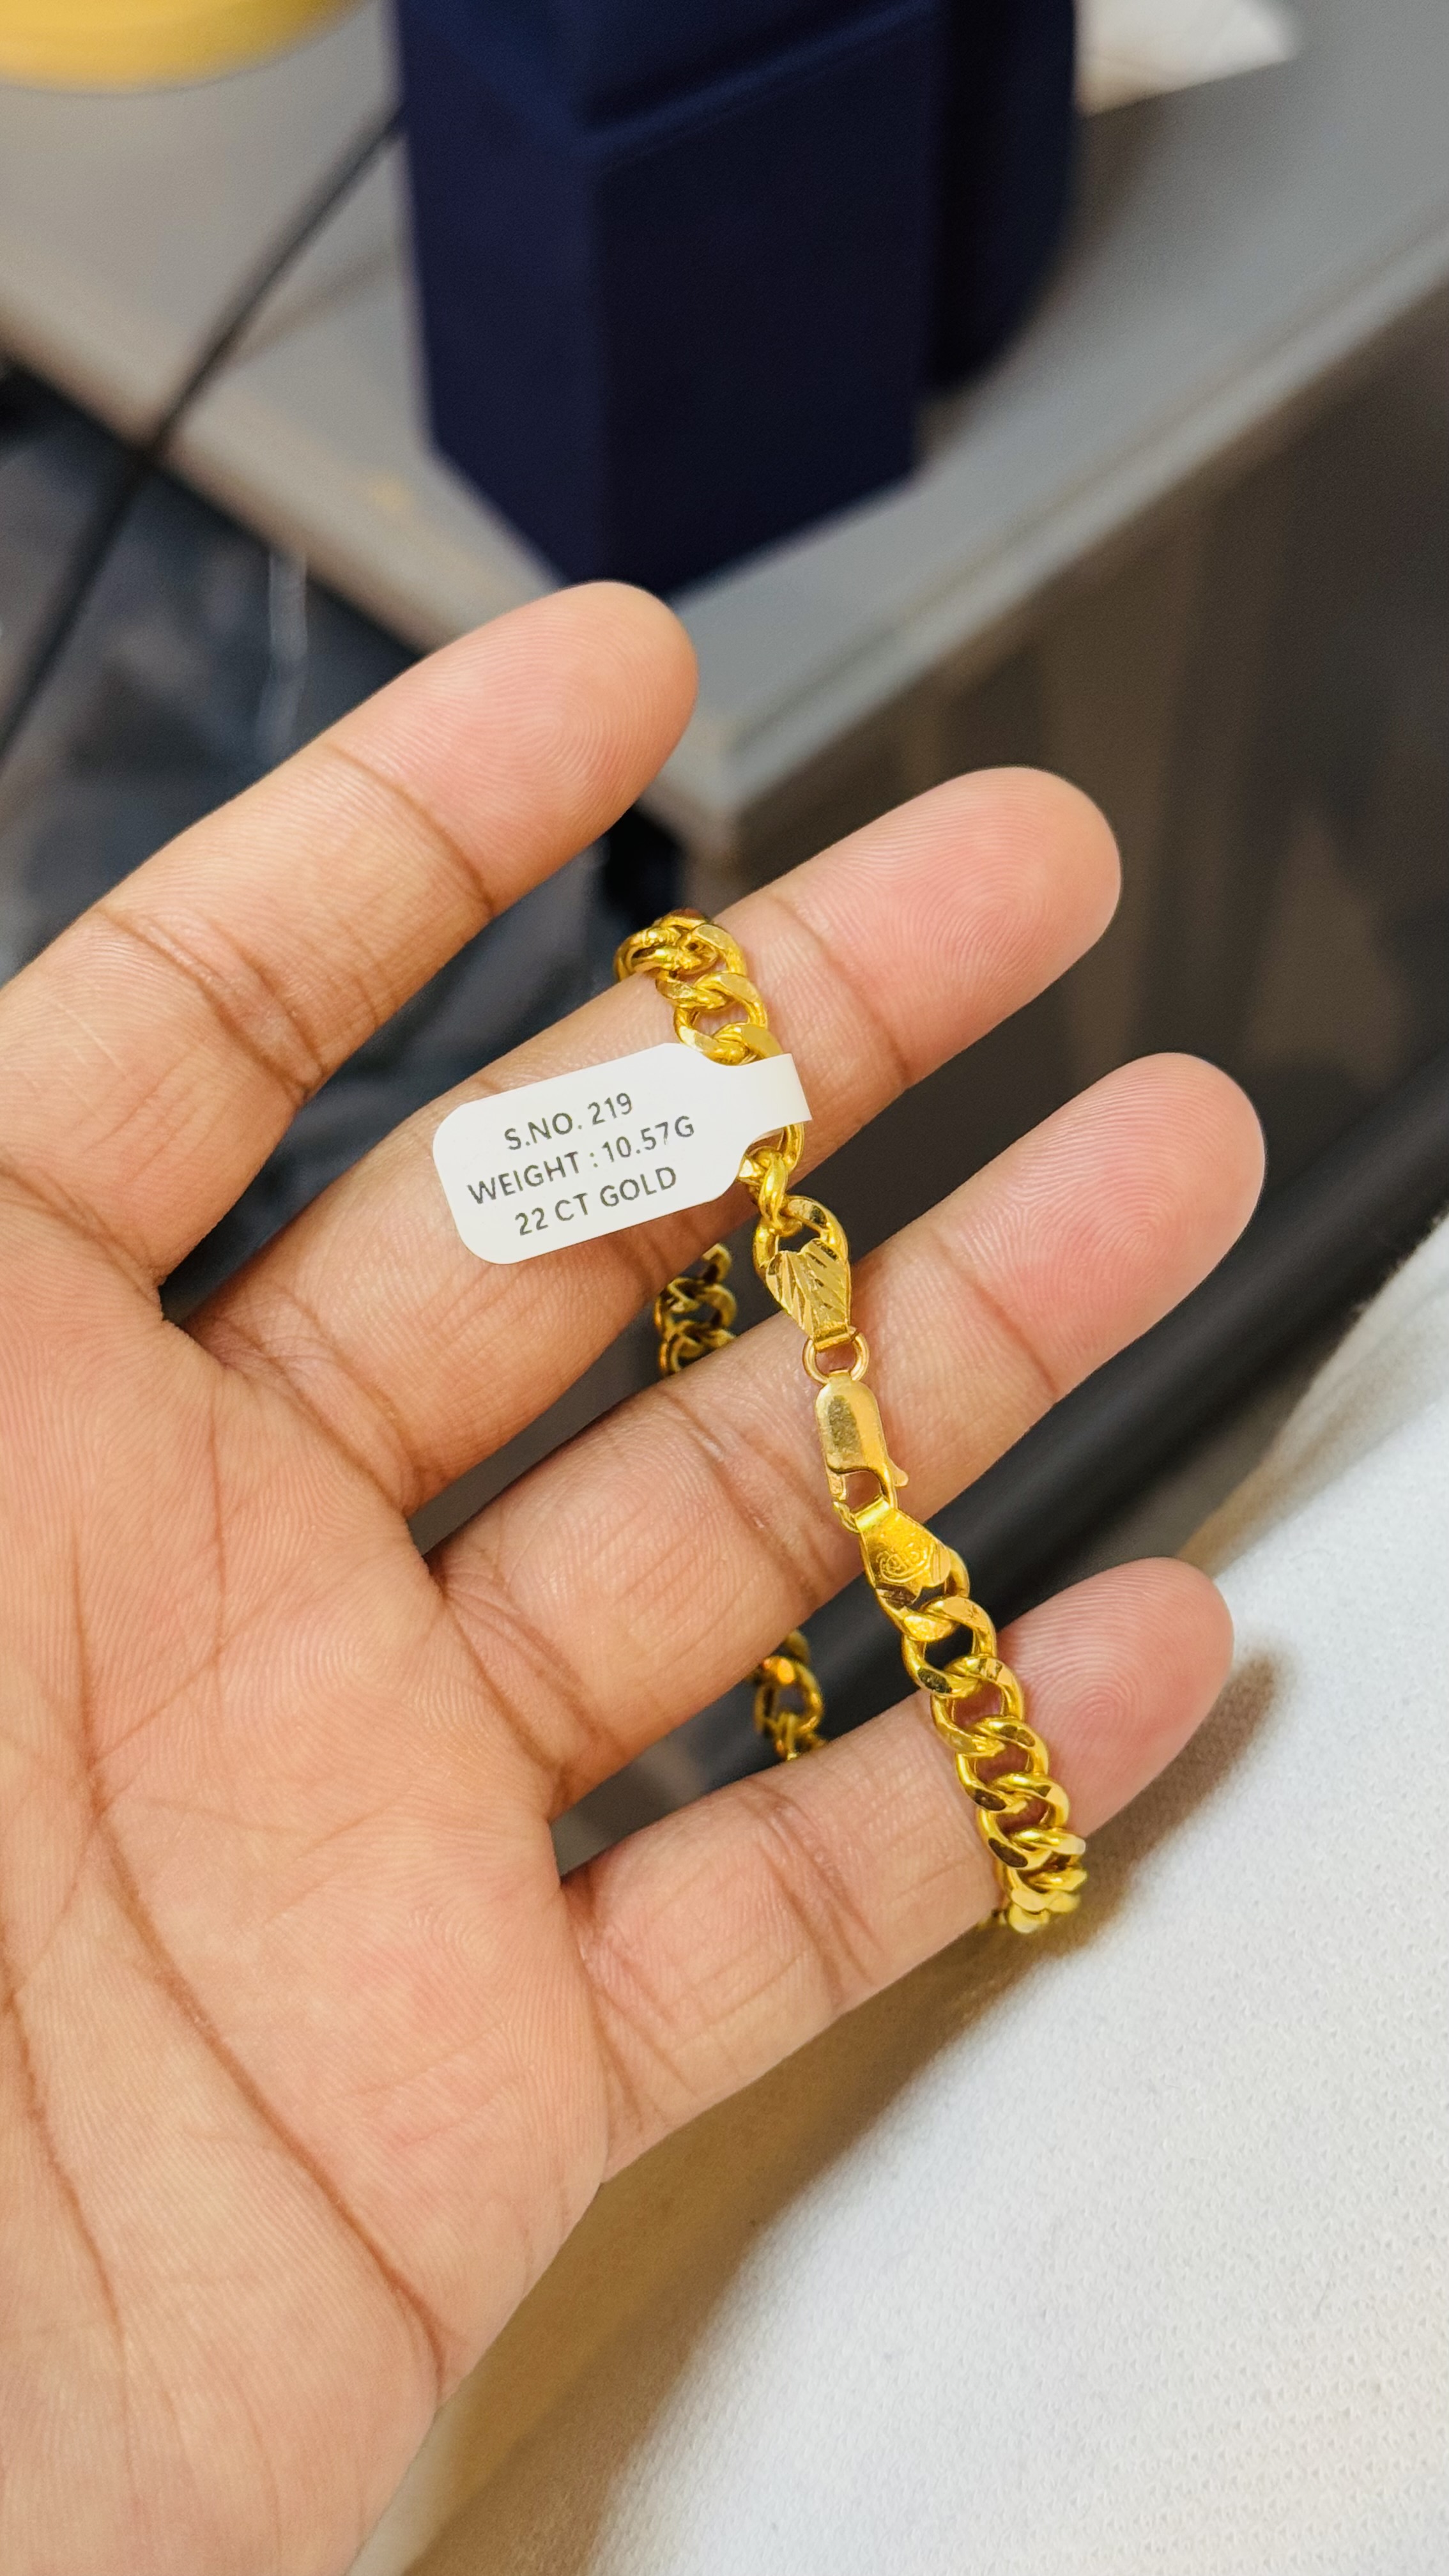 S.NO. 219
WEIGHT : 10.57G
22 CT GOLD